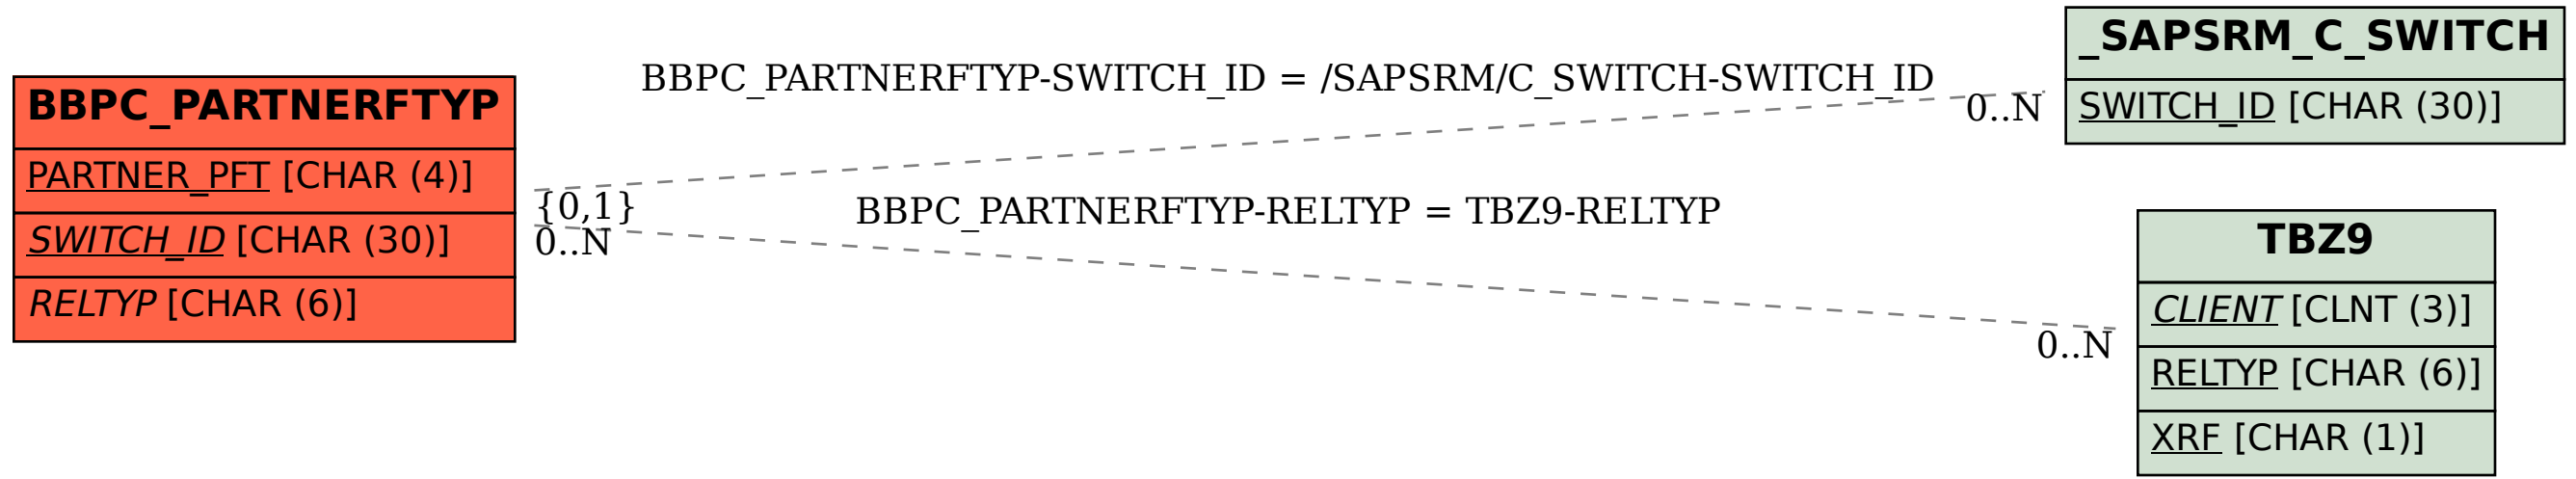 BBPC_PARTNERFTYP
PARTNER_PFT [CHAR (4)]
SWITCH_ID [CHAR (30)]
RELTYP [CHAR (6)]
BBPC_PARTNERFTYP-SWITCH_ID = /SAPSRM/C_SWITCH-SWITCH_ID
0..N
{0,1}
BBPC_PARTNERFTYP-RELTYP = TBZ9-RELTYP
0..N
0..N
_SAPSRM_C_SWITCH
SWITCH_ID [CHAR (30)]
TBZ9
CLIENT [CLNT (3)]
RELTYP [CHAR (6)]
XRF [CHAR (1)]